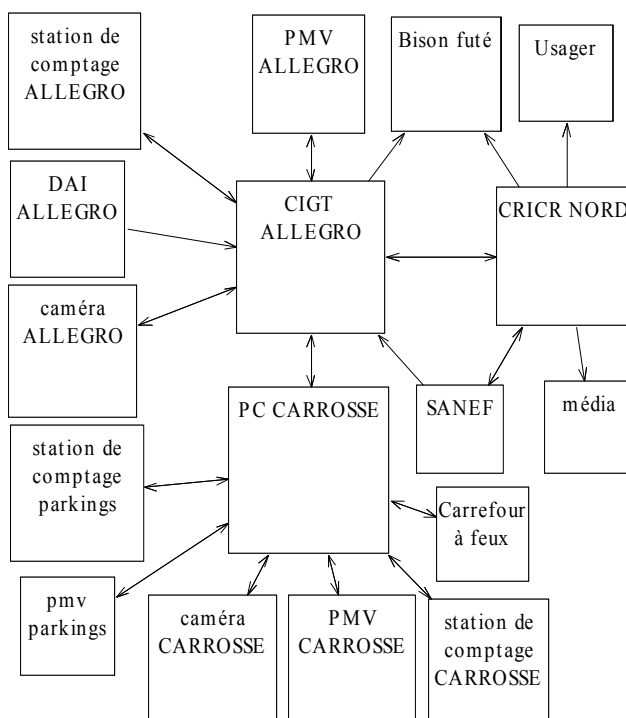 station de
comptage
ALLEGRO
PMV
ALLEGRO
Bison futé
Usager
DAI
ALLEGRO
CIGT
ALLEGRO
CRICR NORD
caméra
ALLEGRO
PC CARROSSE
SANEF
média
station de
comptage
parkings
Carrefour
à feux
pmv
parkings
caméra
CARROSSE
PMV
CARROSSE
station de
comptage
CARROSSE